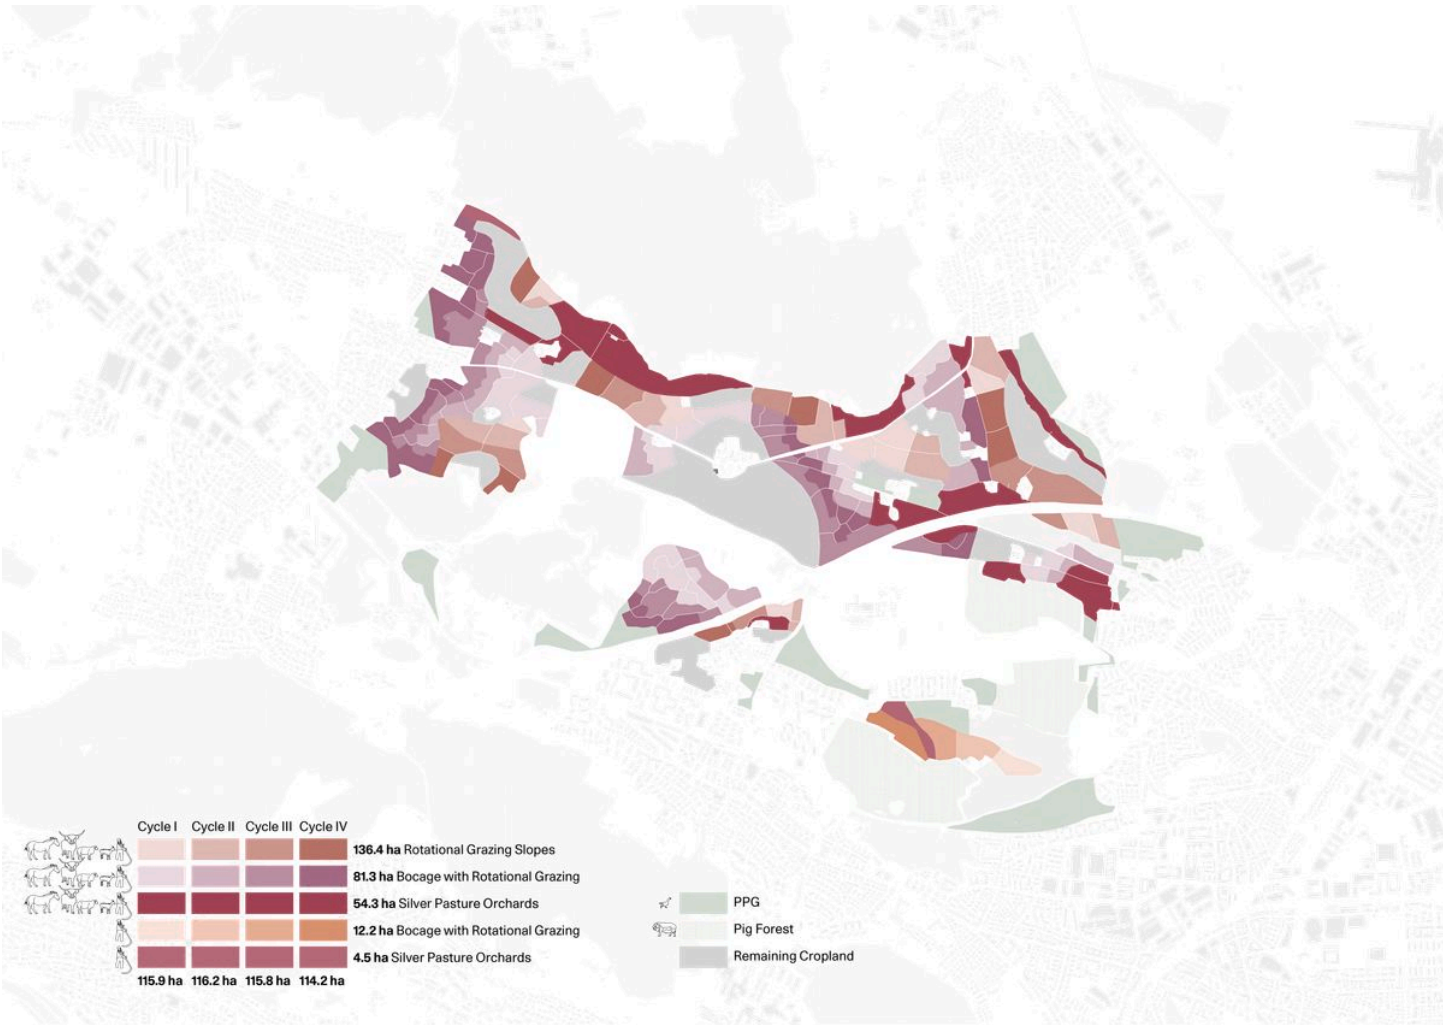 Cycle I Cycle II Cycle III Cycle IV
136.4 ha Rotational Grazing Slopes
81.3 ha Bocage with Rotational Grazing
54.3 ha Silver Pasture Orchards
12.2 ha Bocage with Rotational Grazing
4.5 ha Silver Pasture Orchards
115.9 ha 116.2 ha 115.8 ha 114.2 ha
PPG
Pig Forest
Remaining Cropland